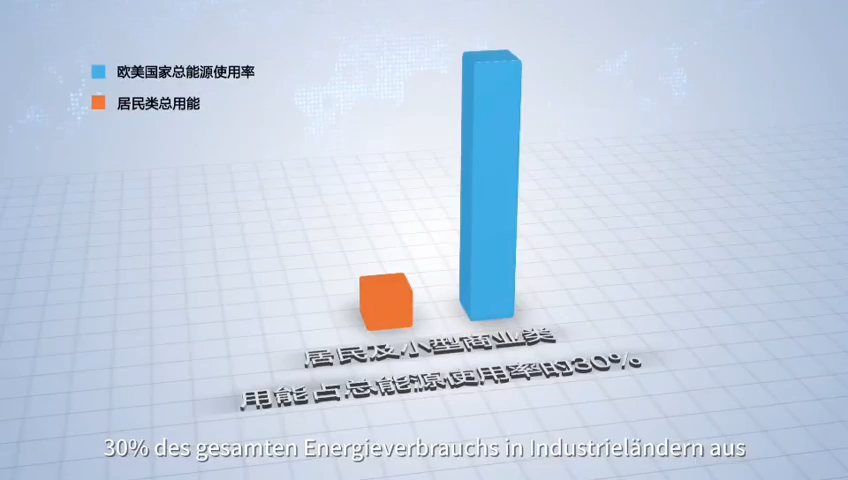 欧美国家总能源使用率
居民类总用能
居民及小型商业类
用能占总能源使用率的30%
30% des gesamten Energieverbrauchs in Industrieländern aus